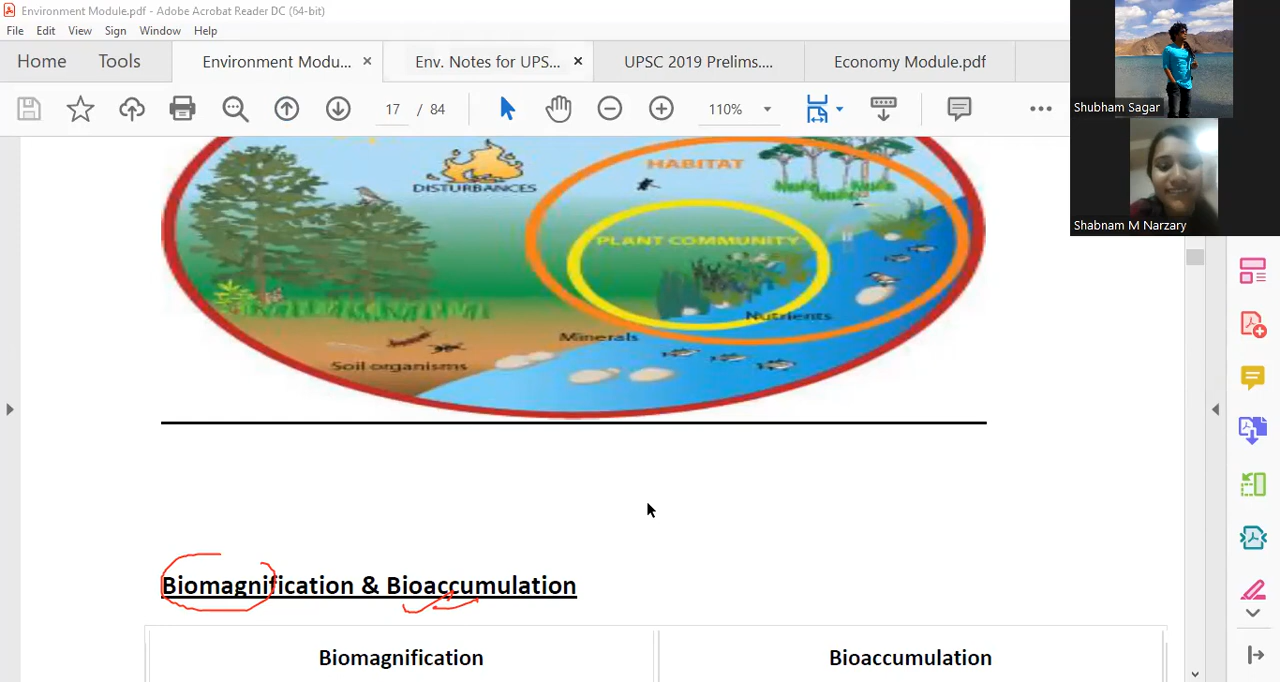 Environment Module.pdf - Adobe Acrobat Reader DC (64-bit)
File Edit View Sign Window Help
Home Tools Environment Modu... × Env. Notes for UPS... × UPSC 2019 Prelims.... Economy Module.pdf
17 / 84 110%
Shubham Sagar
Shabnam M Narzary
HABITAT
DISTURBANCES
PLANT COMMUNITY
Nutrients
Minerals
Soil organisms
Biomagnification & Bioaccumulation
Biomagnification Bioaccumulation